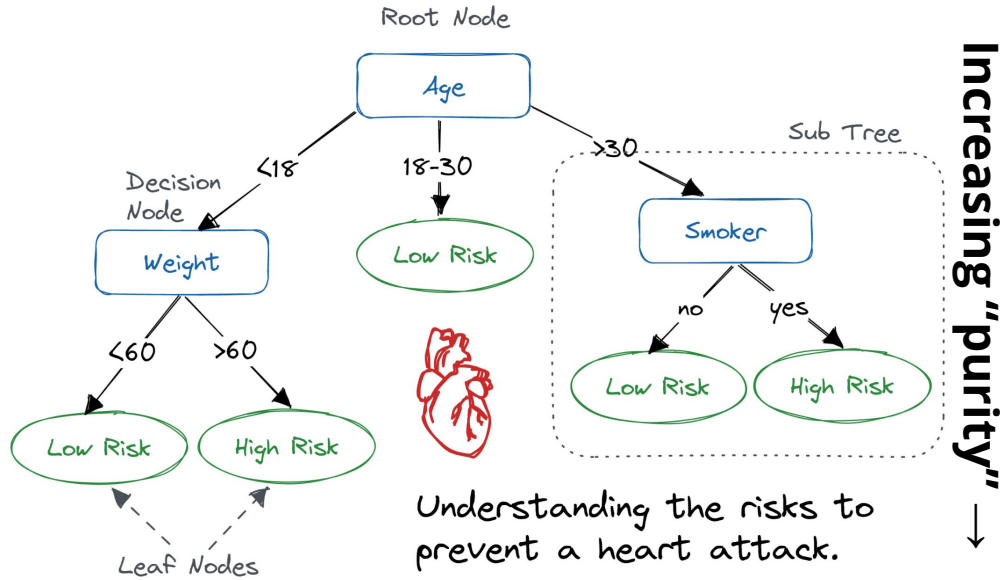 Root Node
Age
Sub Tree
<18
18-30
>30
Decision
Node
Weight
Low Risk
Smoker
<60
>60
no
yes
Low Risk
High Risk
Low Risk
High Risk
Leaf Nodes
Understanding the risks to
prevent a heart attack.
Increasing "purity" →